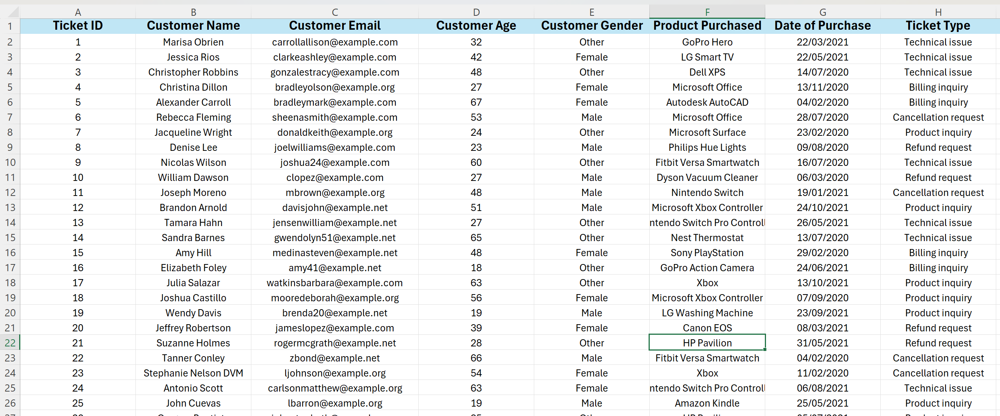 A B C D E F G H
1 Ticket ID Customer Name Customer Email Customer Age Customer Gender Product Purchased Date of Purchase Ticket Type
2 1 Marisa Obrien carrollallison@example.com 32 Other GoPro Hero 22/03/2021 Technical issue
3 2 Jessica Rios clarkeashley@example.com 42 Female LG Smart TV 22/05/2021 Technical issue
4 3 Christopher Robbins gonzalestracy@example.com 48 Other Dell XPS 14/07/2020 Technical issue
5 4 Christina Dillon bradleyolson@example.org 27 Female Microsoft Office 13/11/2020 Billing inquiry
6 5 Alexander Carroll bradleymark@example.com 67 Female Autodesk AutoCAD 04/02/2020 Billing inquiry
7 6 Rebecca Fleming sheenasmith@example.com 53 Male Microsoft Office 28/07/2020 Cancellation request
8 7 Jacqueline Wright donaldkeith@example.org 24 Other Microsoft Surface 23/02/2020 Product inquiry
9 8 Denise Lee joelwilliams@example.com 23 Male Philips Hue Lights 09/08/2020 Refund request
10 9 Nicolas Wilson joshua24@example.com 60 Other Fitbit Versa Smartwatch 16/07/2020 Technical issue
11 10 William Dawson clopez@example.com 27 Male Dyson Vacuum Cleaner 06/03/2020 Refund request
12 11 Joseph Moreno mbrown@example.org 48 Male Nintendo Switch 19/01/2021 Cancellation request
13 12 Brandon Arnold davisjohn@example.net 51 Male Microsoft Xbox Controller 24/10/2021 Product inquiry
14 13 Tamara Hahn jensenwilliam@example.net 27 Other ntendo Switch Pro Control 26/05/2021 Technical issue
15 14 Sandra Barnes gwendolyn51@example.net 65 Other Nest Thermostat 13/07/2020 Technical issue
16 15 Amy Hill medinasteven@example.net 48 Female Sony PlayStation 29/02/2020 Billing inquiry
17 16 Elizabeth Foley amy41@example.net 18 Other GoPro Action Camera 24/06/2021 Billing inquiry
18 17 Julia Salazar watkinsbarbara@example.com 63 Other Xbox 13/10/2021 Product inquiry
19 18 Joshua Castillo mooredeborah@example.org 56 Female Microsoft Xbox Controller 07/09/2020 Product inquiry
20 19 Wendy Davis brenda20@example.net 19 Male LG Washing Machine 23/09/2021 Product inquiry
21 20 Jeffrey Robertson jameslopez@example.com 39 Female Canon EOS 08/03/2021 Refund request
22 21 Suzanne Holmes rogermcgrath@example.net 28 Other HP Pavilion 31/05/2021 Refund request
23 22 Tanner Conley zbond@example.net 66 Male Fitbit Versa Smartwatch 04/02/2020 Cancellation request
24 23 Stephanie Nelson DVM ljohnson@example.org 54 Female Xbox 11/02/2020 Cancellation request
25 24 Antonio Scott carlsonmatthew@example.org 63 Female ntendo Switch Pro Control 06/08/2021 Technical issue
26 25 John Cuevas lbarron@example.org 19 Male Amazon Kindle 25/05/2021 Product inquiry